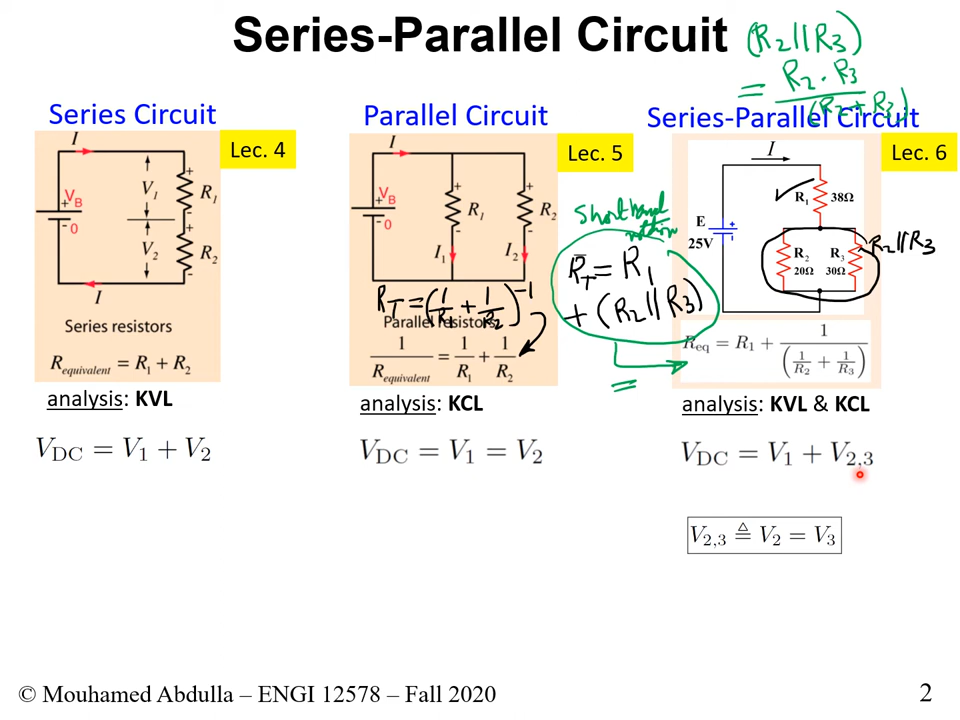 Series-Parallel Circuit
(R2 || R3)
= R2 · R3 / (R2 + R3)
Series Circuit
Lec. 4
I
VB
+
-0
V1
V2
+
R1
-
+
R2
-
I
Series resistors
Requivalent = R1 + R2
analysis: KVL
VDC = V1 + V2
Parallel Circuit
Lec. 5
I
VB
+
-0
+
R1
-
+
R2
-
I1
I2
RT = (1/R1 + 1/R2)^-1
Parallel resistors
1/Requivalent = 1/R1 + 1/R2
analysis: KCL
VDC = V1 = V2
Shorthand
notation
RT = R1
+ (R2 || R3)
=
Series-Parallel Circuit
Lec. 6
I
R1 38Ω
E
25V
+
-
R2
20Ω
R3
30Ω
R2 || R3
Req = R1 + 1/(1/R2 + 1/R3)
analysis: KVL & KCL
VDC = V1 + V2,3
V2,3 ≜ V2 = V3
© Mouhamed Abdulla – ENGI 12578 – Fall 2020
2